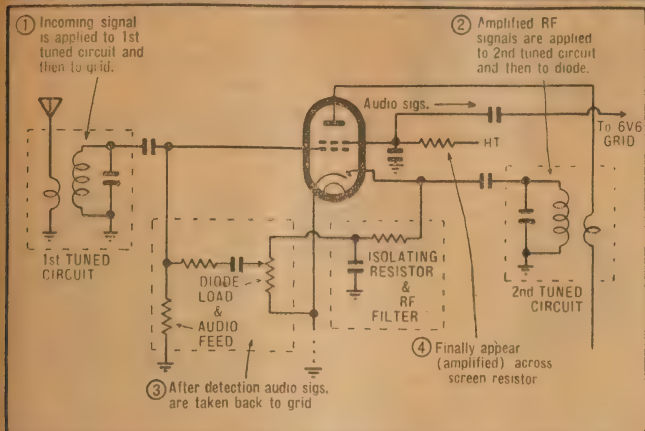 ① Incoming signal
is applied to 1st
tuned circuit and
then to grid.
② Amplified RF
signals are applied
to 2nd tuned circuit
and then to diode.
Audio sigs.
To 6V6
GRID
HT
1st TUNED
CIRCUIT
DIODE
LOAD
&
AUDIO
FEED
ISOLATING
RESISTOR
&
RF
FILTER
2nd TUNED
CIRCUIT
③ After detection audio sigs.
are taken back to grid
④ Finally appear
(amplified) across
screen resistor